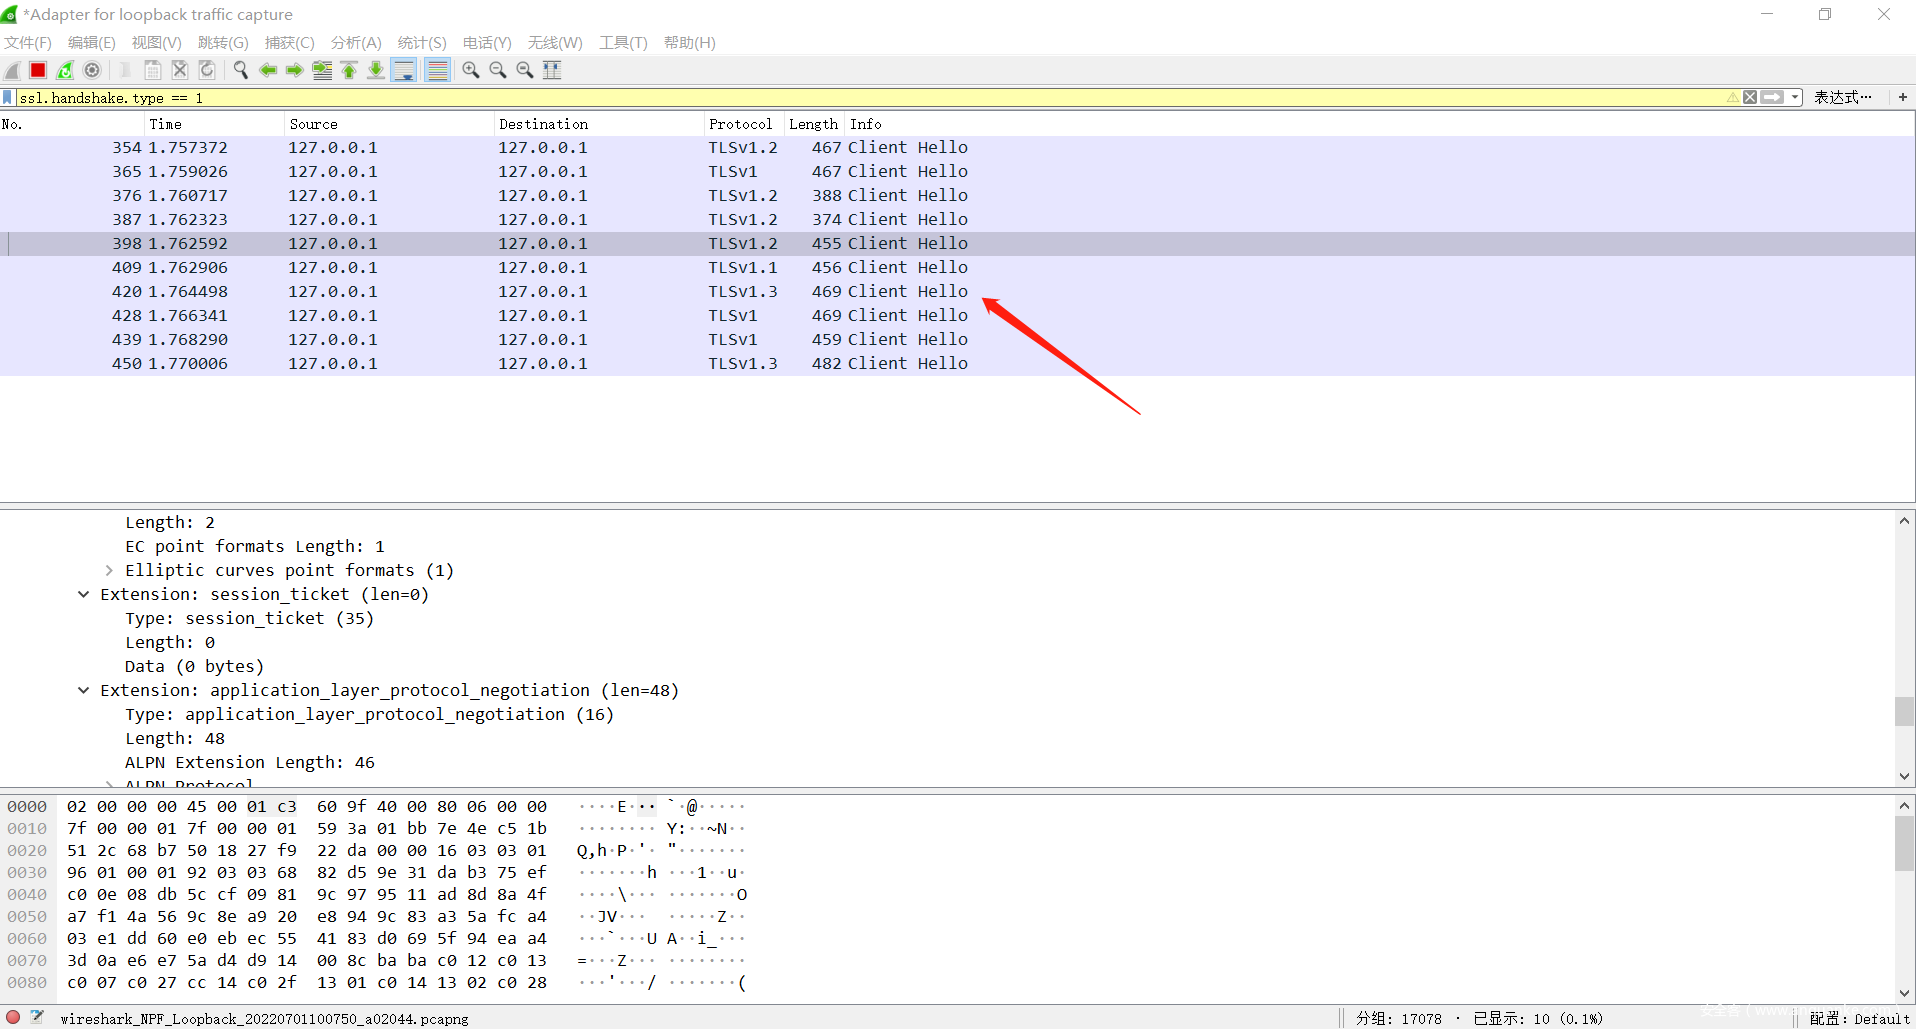 *Adapter for loopback traffic capture
文件(F) 编辑(E) 视图(V) 跳转(G) 捕获(C) 分析(A) 统计(S) 电话(Y) 无线(W) 工具(T) 帮助(H)
ssl.handshake.type == 1 表达式… +
No. Time Source Destination Protocol Length Info
354 1.757372 127.0.0.1 127.0.0.1 TLSv1.2 467 Client Hello
365 1.759026 127.0.0.1 127.0.0.1 TLSv1 467 Client Hello
376 1.760717 127.0.0.1 127.0.0.1 TLSv1.2 388 Client Hello
387 1.762323 127.0.0.1 127.0.0.1 TLSv1.2 374 Client Hello
398 1.762592 127.0.0.1 127.0.0.1 TLSv1.2 455 Client Hello
409 1.762906 127.0.0.1 127.0.0.1 TLSv1.1 456 Client Hello
420 1.764498 127.0.0.1 127.0.0.1 TLSv1.3 469 Client Hello
428 1.766341 127.0.0.1 127.0.0.1 TLSv1 469 Client Hello
439 1.768290 127.0.0.1 127.0.0.1 TLSv1 459 Client Hello
450 1.770006 127.0.0.1 127.0.0.1 TLSv1.3 482 Client Hello
Length: 2
EC point formats Length: 1
Elliptic curves point formats (1)
Extension: session_ticket (len=0)
Type: session_ticket (35)
Length: 0
Data (0 bytes)
Extension: application_layer_protocol_negotiation (len=48)
Type: application_layer_protocol_negotiation (16)
Length: 48
ALPN Extension Length: 46
ALPN Protocol
0000 02 00 00 00 45 00 01 c3 60 9f 40 00 80 06 00 00 ····E··· `·@·····
0010 7f 00 00 01 7f 00 00 01 59 3a 01 bb 7e 4e c5 1b ········ Y:··~N··
0020 51 2c 68 b7 50 18 27 f9 22 da 00 00 16 03 03 01 Q,h·P·'· "·······
0030 96 01 00 01 92 03 03 68 82 d5 9e 31 da b3 75 ef ·······h ···1··u·
0040 c0 0e 08 db 5c cf 09 81 9c 97 95 11 ad 8d 8a 4f ····\··· ·······O
0050 a7 f1 4a 56 9c 8e a9 20 e8 94 9c 83 a3 5a fc a4 ··JV··· ·····Z··
0060 03 e1 dd 60 e0 eb ec 55 41 83 d0 69 5f 94 ea a4 ···`···U A··i_···
0070 3d 0a e6 e7 5a d4 d9 14 00 8c ba ba c0 12 c0 13 =···Z··· ········
0080 c0 07 c0 27 cc 14 c0 2f 13 01 c0 14 13 02 c0 28 ···'···/ ·······(
wireshark_NPF_Loopback_20220701100750_a02044.pcapng 分组: 17078 · 已显示: 10 (0.1%) 配置: Default